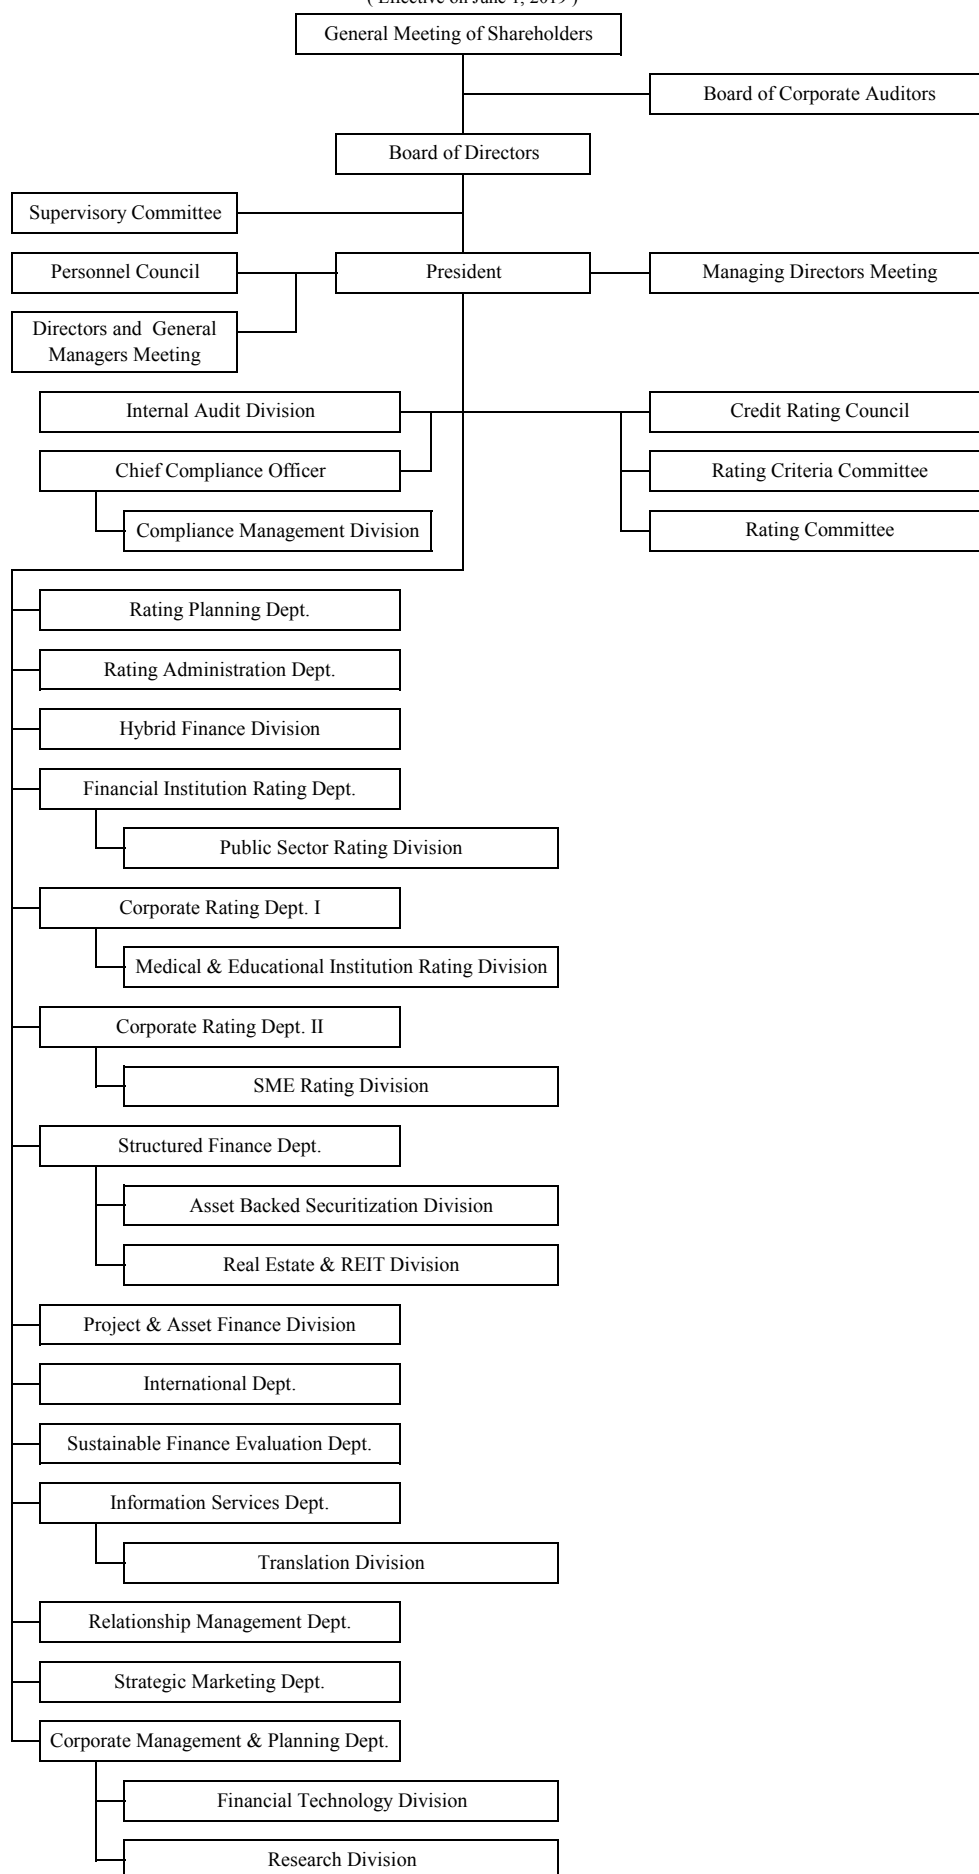 ( Effective on June 1, 2019 )
General Meeting of Shareholders
Board of Corporate Auditors
Board of Directors
Supervisory Committee
Personnel Council
President
Managing Directors Meeting
Directors and General
Managers Meeting
Internal Audit Division
Credit Rating Council
Chief Compliance Officer
Rating Criteria Committee
Compliance Management Division
Rating Committee
Rating Planning Dept.
Rating Administration Dept.
Hybrid Finance Division
Financial Institution Rating Dept.
Public Sector Rating Division
Corporate Rating Dept. I
Medical & Educational Institution Rating Division
Corporate Rating Dept. II
SME Rating Division
Structured Finance Dept.
Asset Backed Securitization Division
Real Estate & REIT Division
Project & Asset Finance Division
International Dept.
Sustainable Finance Evaluation Dept.
Information Services Dept.
Translation Division
Relationship Management Dept.
Strategic Marketing Dept.
Corporate Management & Planning Dept.
Financial Technology Division
Research Division